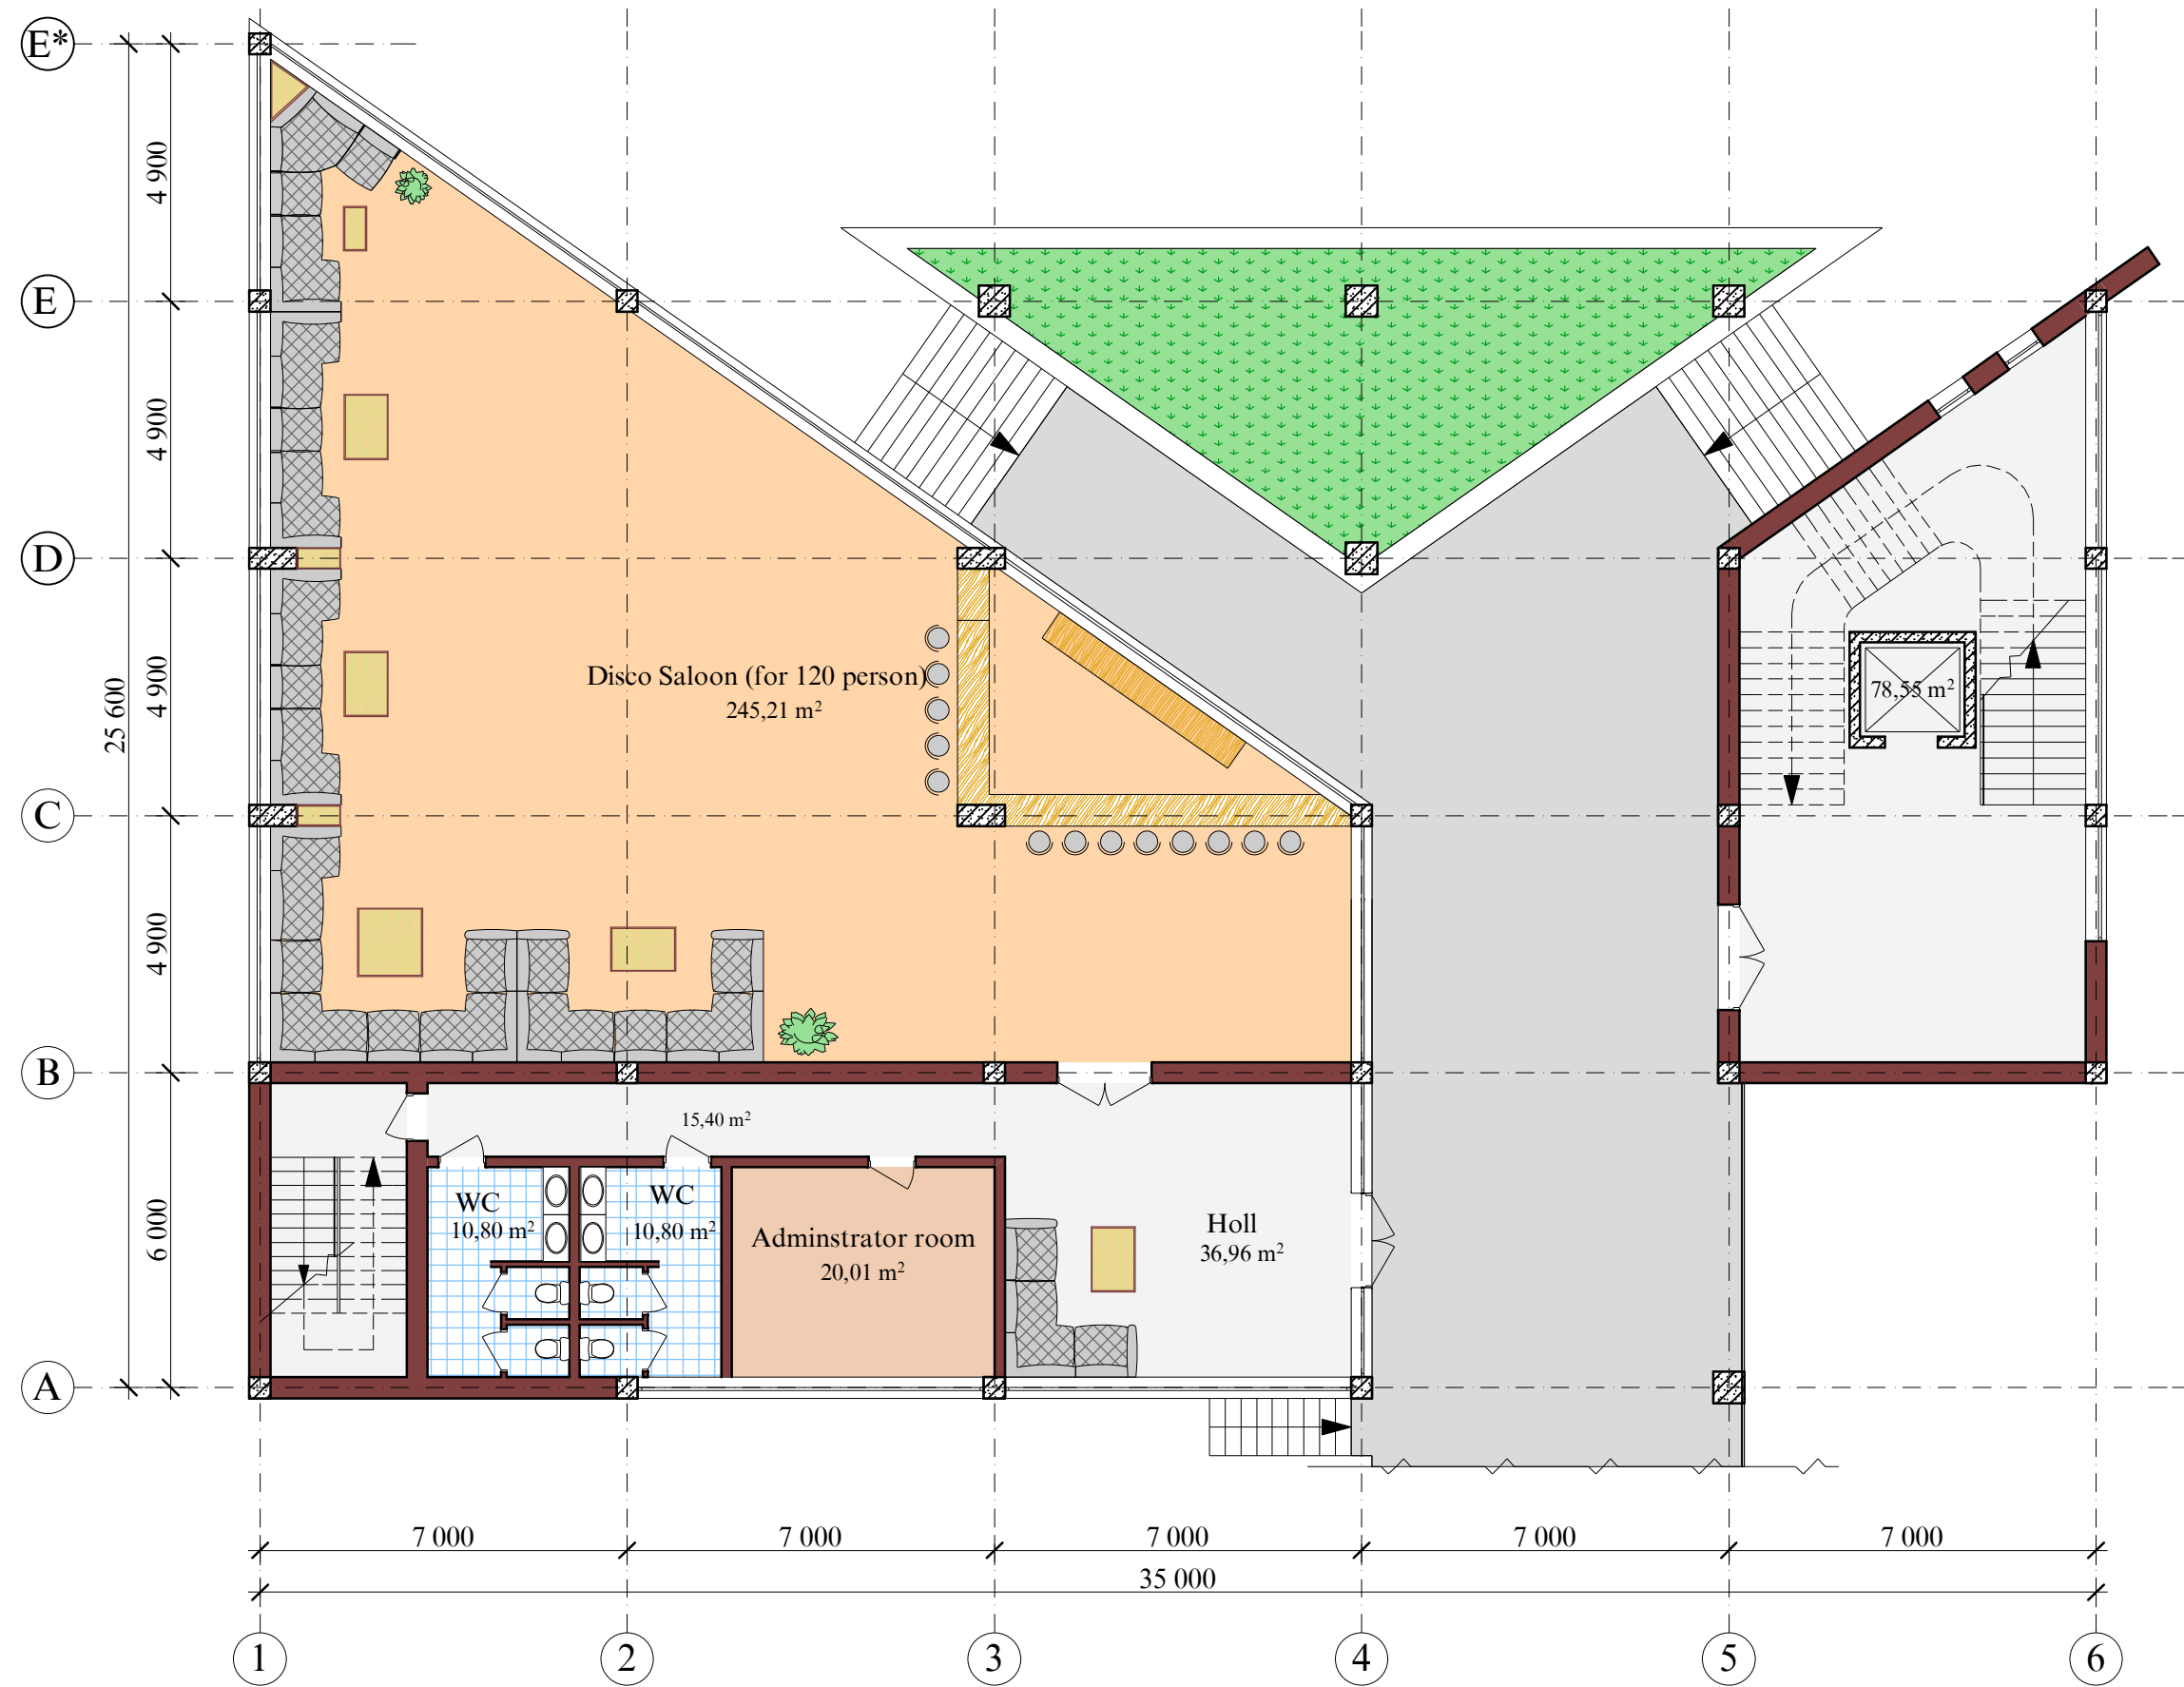 E*
4 900
E
4 900
D
4 900
25 600
Disco Saloon (for 120 person)
245,21 m²
78,55 m²
C
4 900
B
15,40 m²
6 000
WC
10,80 m²
WC
10,80 m²
Adminstrator room
20,01 m²
Holl
36,96 m²
A
7 000 7 000 7 000 7 000 7 000
35 000
1 2 3 4 5 6